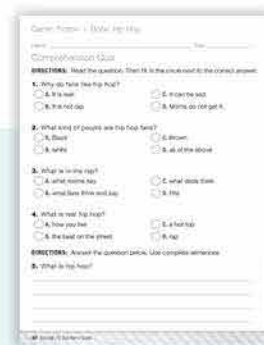 Comprehension Quiz
DIRECTIONS: Read the question. Then fill in the circle next to the correct answer.
1. Why do fans like hip hop?
A. It is real. C. It can be sad.
B. It is not rap. D. Moms do not get it.
2. What kind of people are hip hop fans?
A. Black C. Brown
B. white D. all of the above
3. What is in the rap?
A. what moms say C. what dads think
B. what fans think and say D.
4. What is real hip hop?
A. how you live C. a hot top
B. the beat on the street D. rap
DIRECTIONS: Answer the question below. Use complete sentences.
5. What is hip hop?